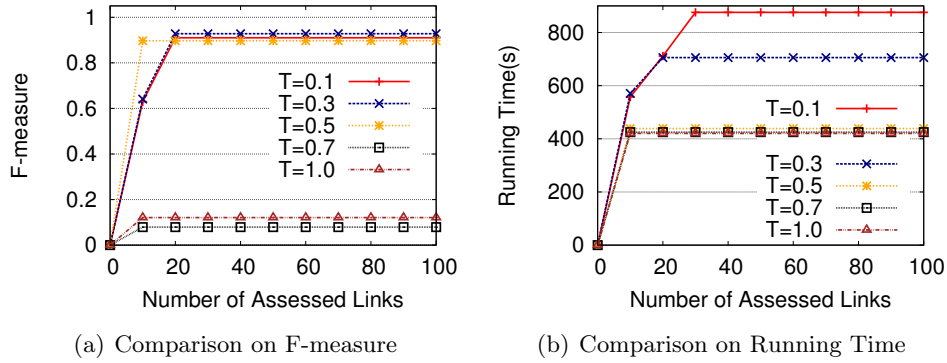 1
0.8
0.6
0.4
0.2
0
F-measure
T=0.1
T=0.3
T=0.5
T=0.7
T=1.0
0 20 40 60 80 100
Number of Assessed Links
(a) Comparison on F-measure
800
600
400
200
0
Running Time(s)
T=0.1
T=0.3
T=0.5
T=0.7
T=1.0
0 20 40 60 80 100
Number of Assessed Links
(b) Comparison on Running Time